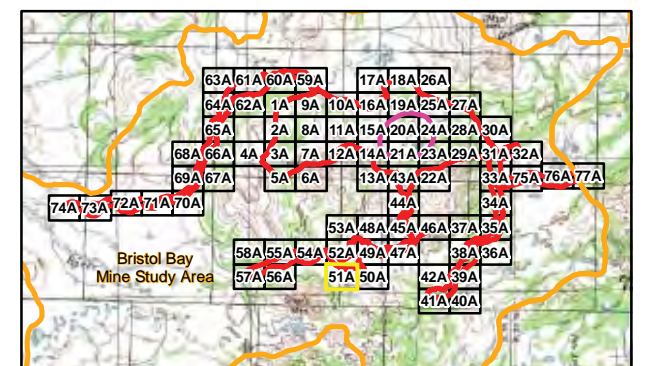 63A 61A 60A 59A 17A 18A 26A
64A 62A 1A 9A 10A 16A 19A 25A 27A
65A 2A 8A 11A 15A 20A 24A 28A 30A
68A 66A 4A 3A 7A 12A 14A 21A 23A 29A 31A 32A
69A 67A 5A 6A 13A 43A 22A 33A 75A 76A 77A
74A 73A 72A 71A 70A 44A 34A
53A 48A 45A 46A 37A 35A
58A 55A 54A 52A 49A 47A 38A 36A
Bristol Bay
Mine Study Area
57A 56A 51A 50A 42A 39A
41A 40A